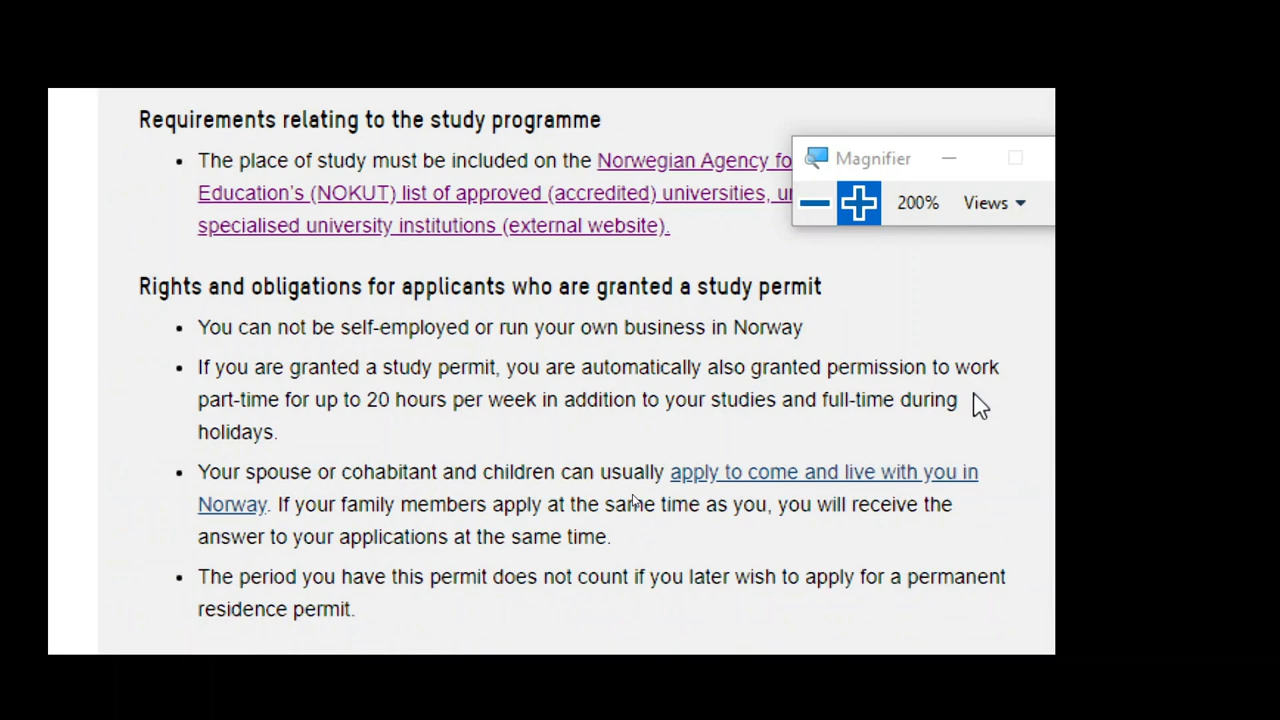 Requirements relating to the study programme
• The place of study must be included on the Norwegian Agency fo
Education's (NOKUT) list of approved (accredited) universities, un
specialised university institutions (external website).
Magnifier
200% Views
Rights and obligations for applicants who are granted a study permit
• You can not be self-employed or run your own business in Norway
• If you are granted a study permit, you are automatically also granted permission to work
part-time for up to 20 hours per week in addition to your studies and full-time during
holidays.
• Your spouse or cohabitant and children can usually apply to come and live with you in
Norway. If your family members apply at the same time as you, you will receive the
answer to your applications at the same time.
• The period you have this permit does not count if you later wish to apply for a permanent
residence permit.